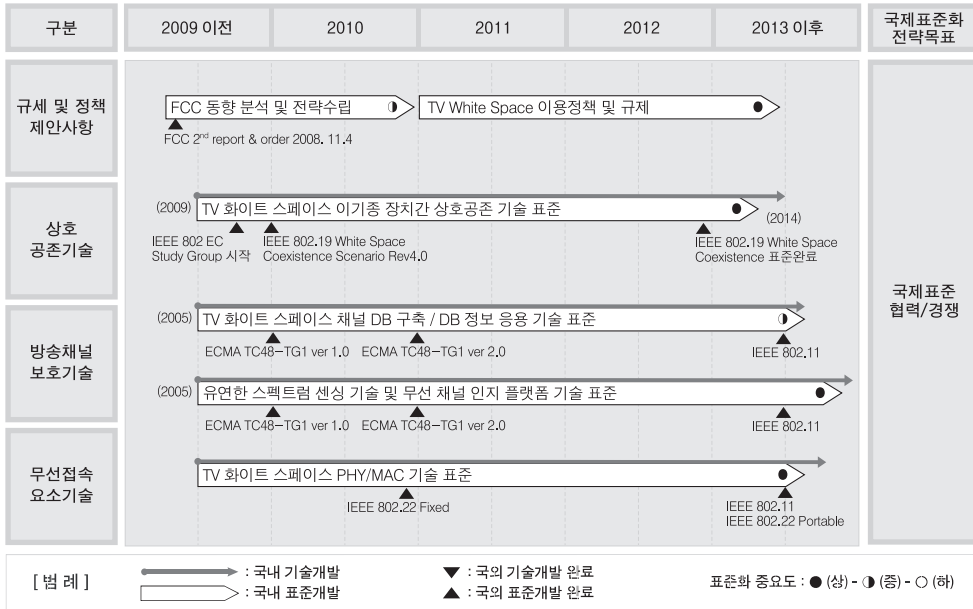 구분
2009 이전
2010
2011
2012
2013 이후
국제표준화
전략목표
규세 및 정책
제안사항
FCC 동향 분석 및 전략수립
TV White Space 이용정책 및 규제
FCC 2nd report & order 2008. 11.4
상호
공존기술
(2009)
TV 화이트 스페이스 이기종 장치간 상호공존 기술 표준
(2014)
IEEE 802 EC
Study Group 시작
IEEE 802.19 White Space
Coexistence Scenario Rev4.0
IEEE 802.19 White Space
Coexistence 표준완료
방송채널
보호기술
(2005)
TV 화이트 스페이스 채널 DB 구축 / DB 정보 응용 기술 표준
ECMA TC48-TG1 ver 1.0
ECMA TC48-TG1 ver 2.0
IEEE 802.11
(2005)
유연한 스펙트럼 센싱 기술 및 무선 채널 인지 플랫폼 기술 표준
ECMA TC48-TG1 ver 1.0
ECMA TC48-TG1 ver 2.0
IEEE 802.11
무선접속
요소기술
TV 화이트 스페이스 PHY/MAC 기술 표준
IEEE 802.22 Fixed
IEEE 802.11
IEEE 802.22 Portable
국제표준
협력/경쟁
[ 범 례 ]
: 국내 기술개발
: 국내 표준개발
▼ : 국외 기술개발 완료
▲ : 국외 표준개발 완료
표준화 중요도 : ● (상) - ◑ (중) - ○ (하)